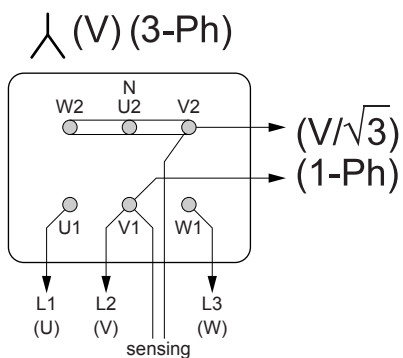 (V) (3-Ph)
N
W2 U2 V2
(V/√3)
(1-Ph)
U1 V1 W1
L1 L2 L3
(U) (V) (W)
sensing